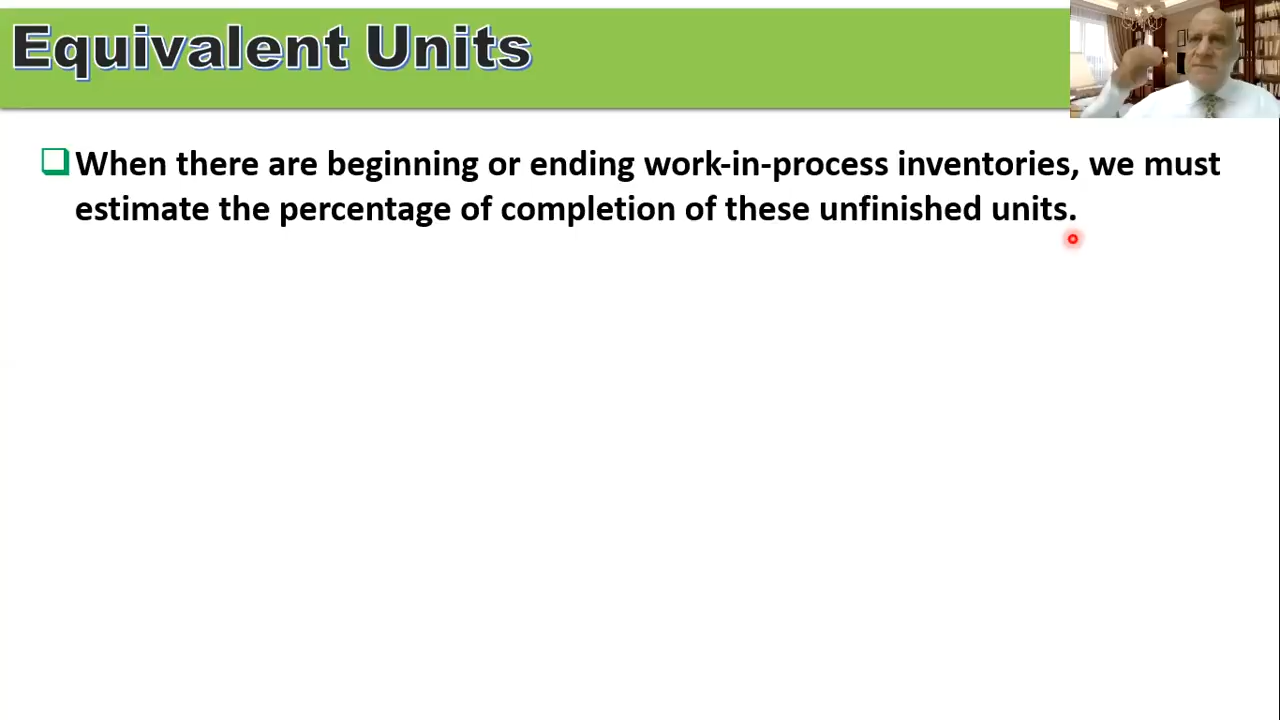 Equivalent Units
When there are beginning or ending work-in-process inventories, we must
estimate the percentage of completion of these unfinished units.